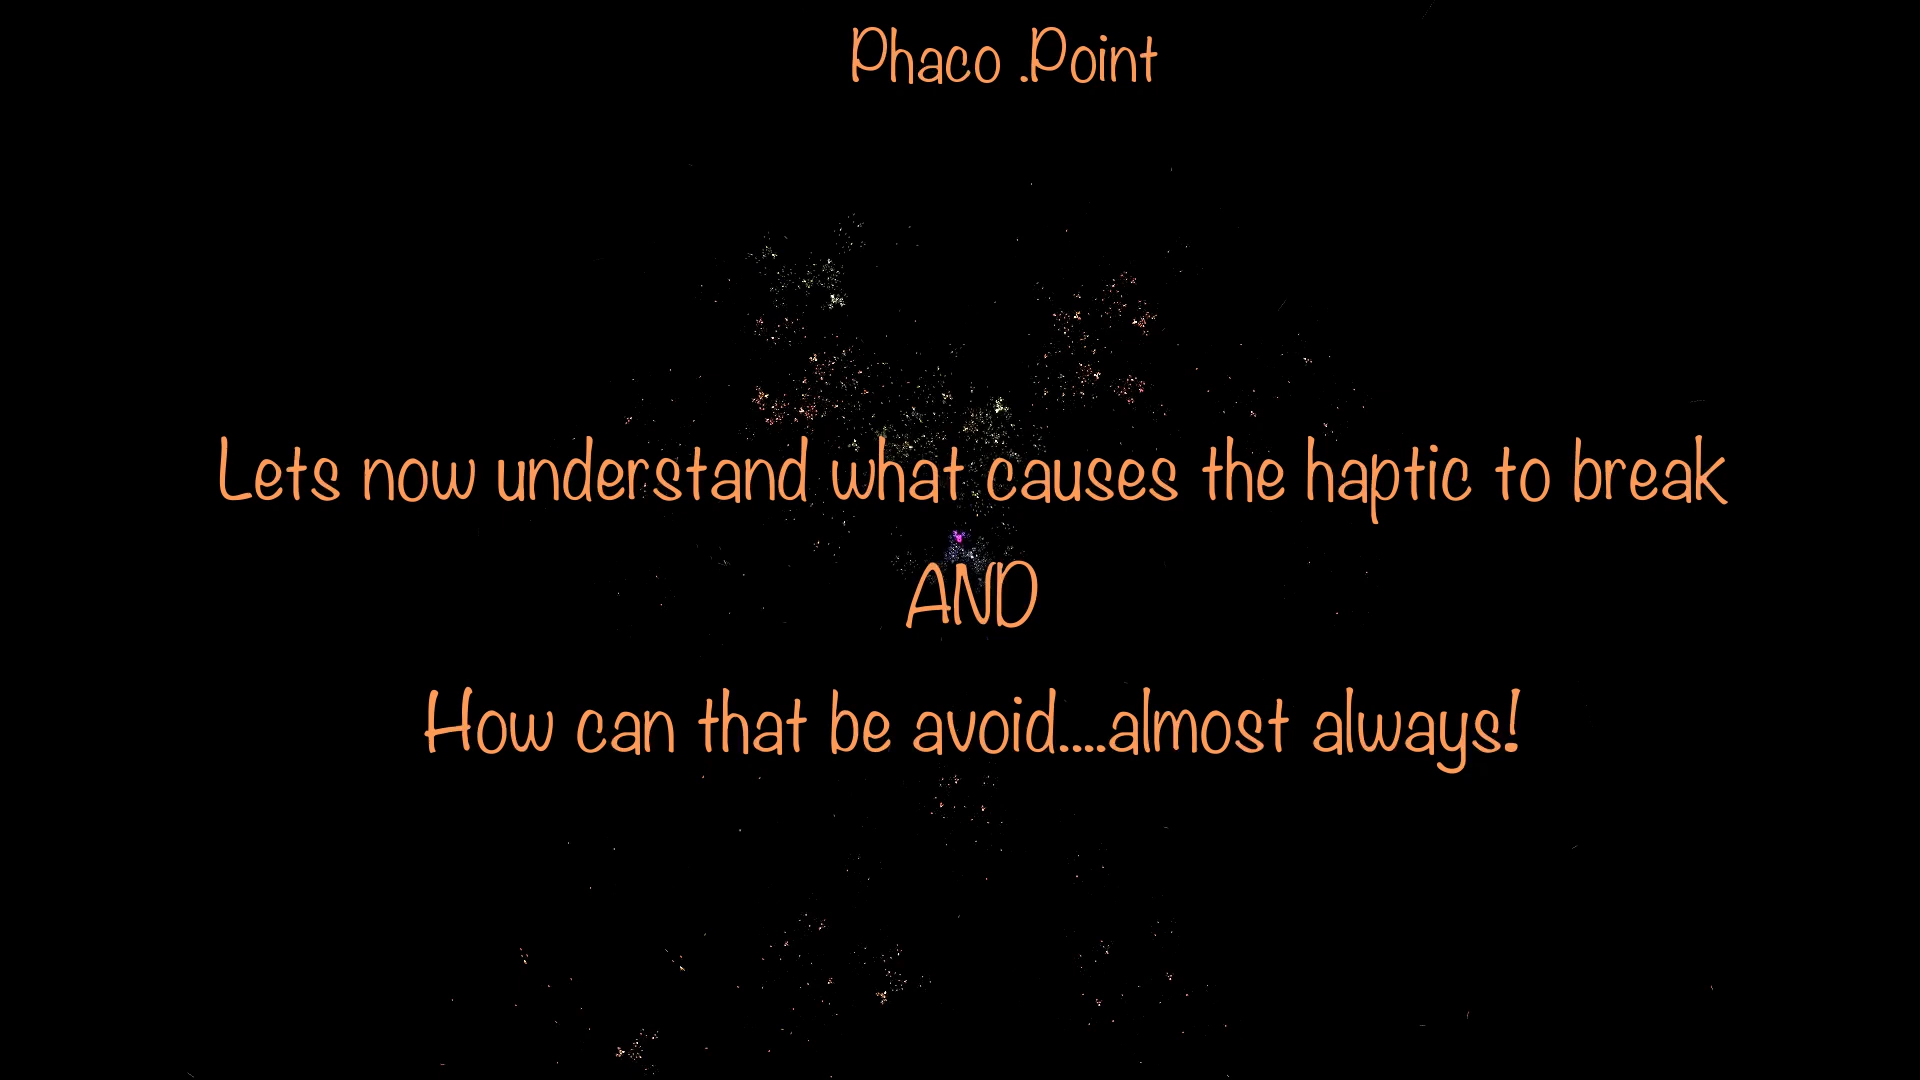 Phaco .Point
Lets now understand what causes the haptic to break
AND
How can that be avoid....almost always!